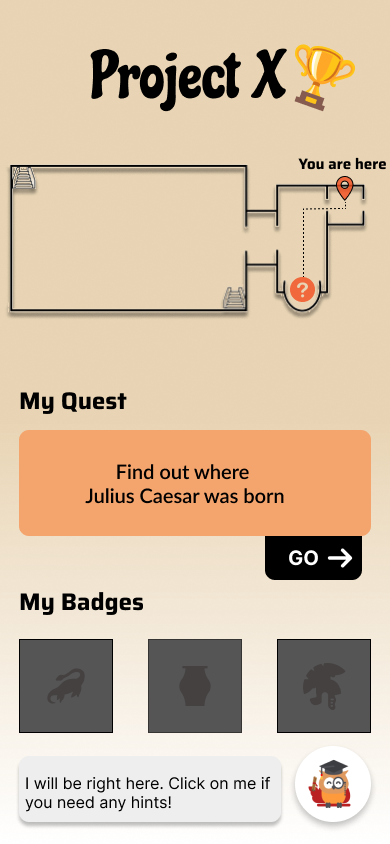 Project X
You are here
?
My Quest
Find out where
Julius Caesar was born
GO
My Badges
I will be right here. Click on me if
you need any hints!